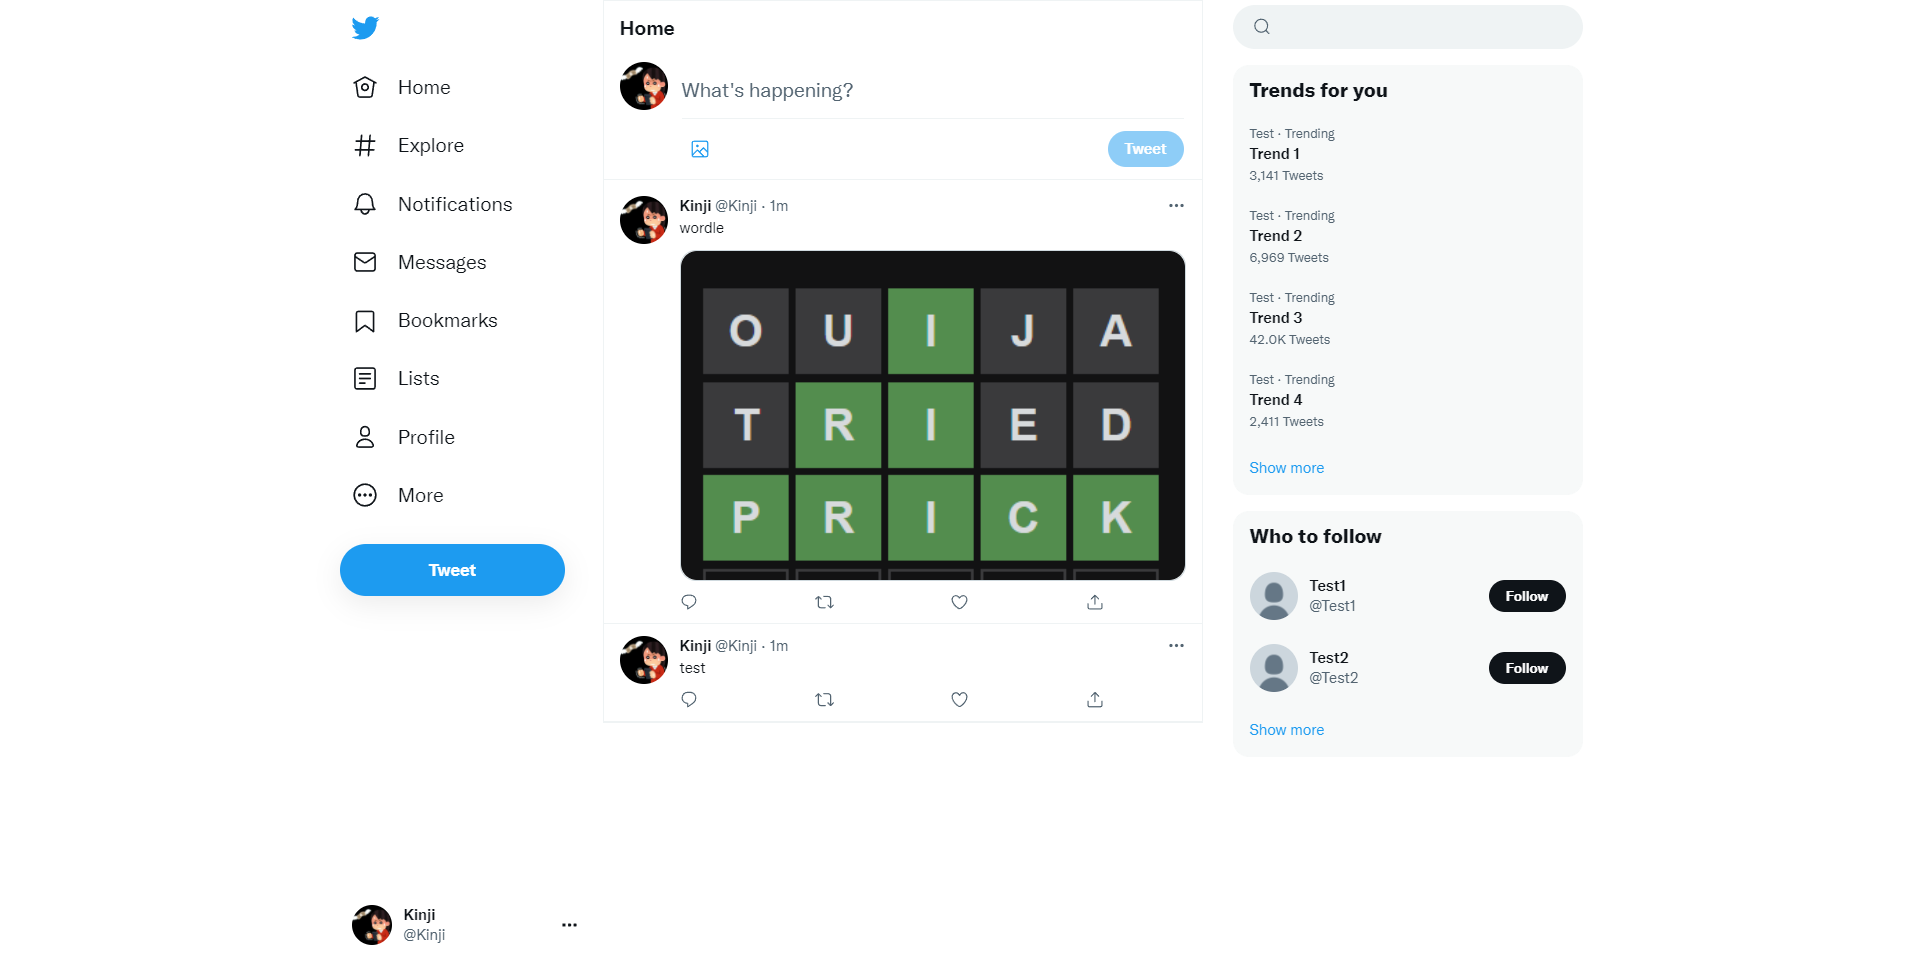 Home
Explore
Notifications
Messages
Bookmarks
Lists
Profile
More
Tweet
Kinji
@Kinji
Home
What's happening?
Tweet
Kinji @Kinji · 1m
wordle
O U I J A
T R I E D
P R I C K
Kinji @Kinji · 1m
test
Trends for you
Test · Trending
Trend 1
3,141 Tweets
Test · Trending
Trend 2
6,969 Tweets
Test · Trending
Trend 3
42.0K Tweets
Test · Trending
Trend 4
2,411 Tweets
Show more
Who to follow
Test1
@Test1
Follow
Test2
@Test2
Follow
Show more